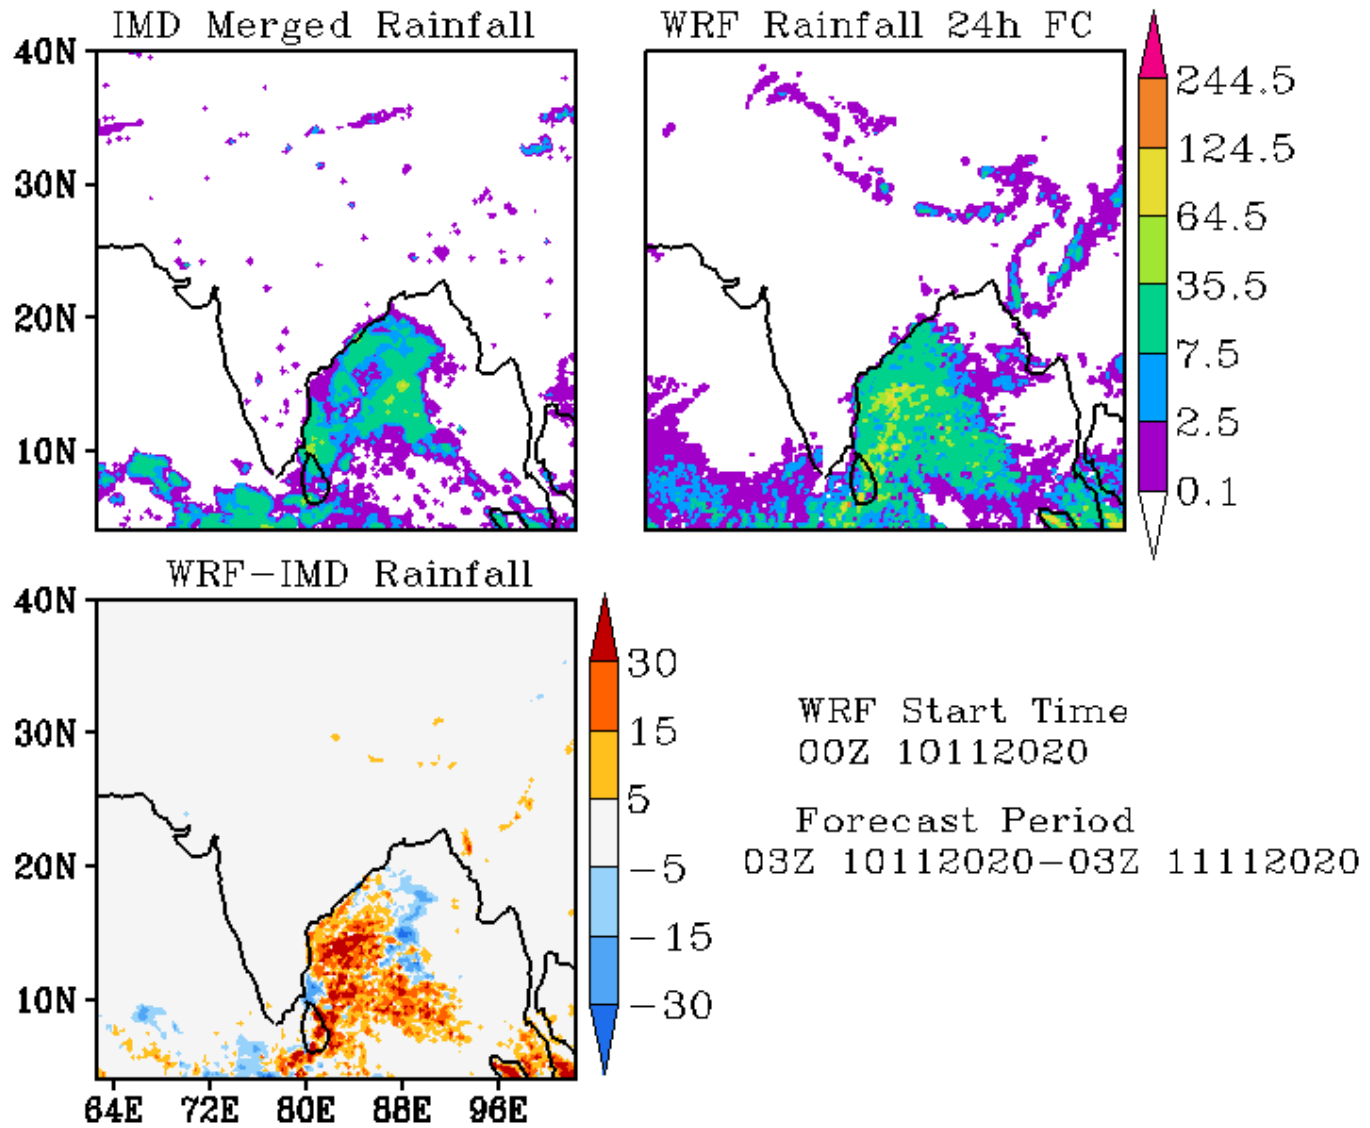 IMD Merged Rainfall
WRF Rainfall 24h FC
40N
30N
20N
10N
244.5
124.5
64.5
35.5
7.5
2.5
0.1
WRF-IMD Rainfall
40N
30N
20N
10N
64E 72E 80E 88E 96E
30
15
5
-5
-15
-30
WRF Start Time
00Z 10112020
Forecast Period
03Z 10112020-03Z 11112020